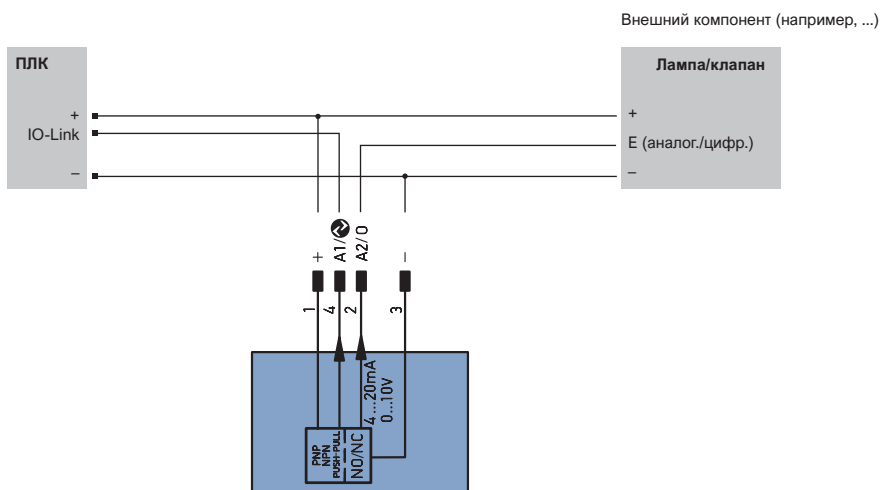 Внешний компонент (например, ...)
ПЛК
Лампа/клапан
+
IO-Link
–
+
E (аналог./цифр.)
–
+
A1/
A2/O
–
1
4
2
3
4...20mA
0...10V
PNP
NPN
PUSH-PULL
NO/NC